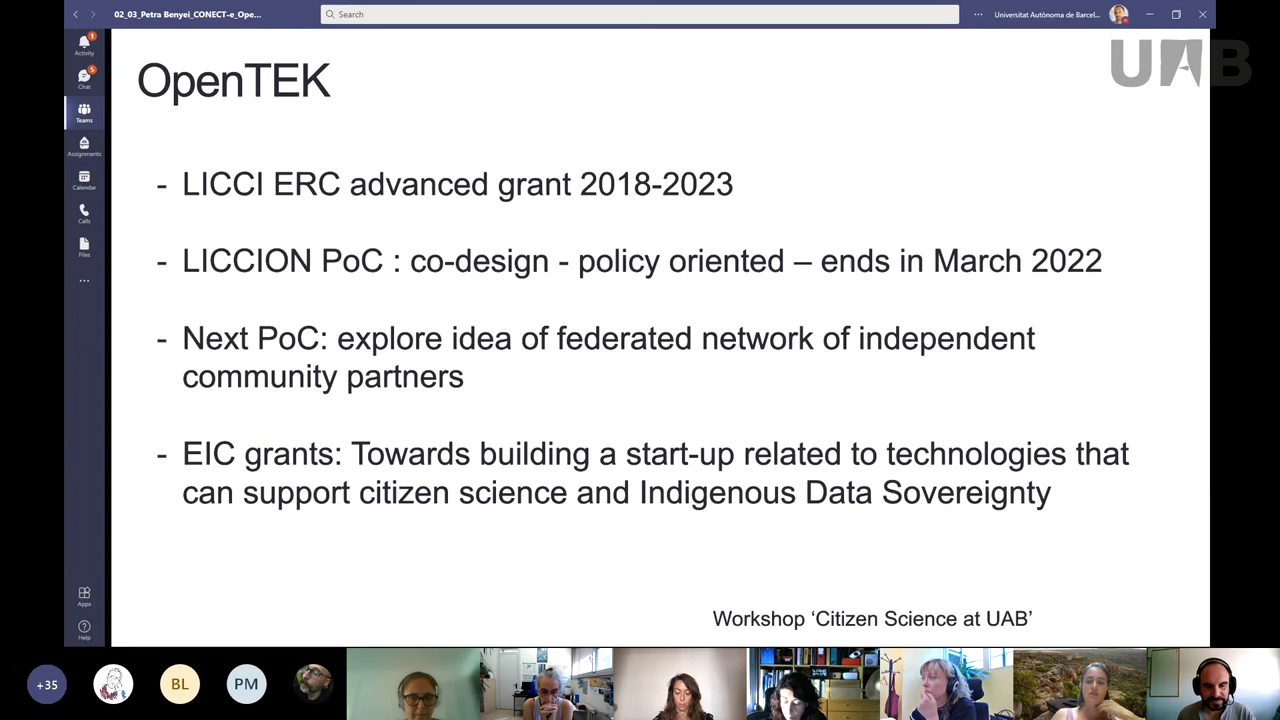 02_03_Petra Benyei_CONECT-e_Ope...
Search
Universitat Autònoma de Barcel...
1
Activity
5
Chat
Teams
Assignments
Calendar
Calls
Files
Apps
Help
UAB
OpenTEK
- LICCI ERC advanced grant 2018-2023
- LICCION PoC : co-design - policy oriented – ends in March 2022
- Next PoC: explore idea of federated network of independent
community partners
- EIC grants: Towards building a start-up related to technologies that
can support citizen science and Indigenous Data Sovereignty
Workshop ‘Citizen Science at UAB’
+35
BL
PM